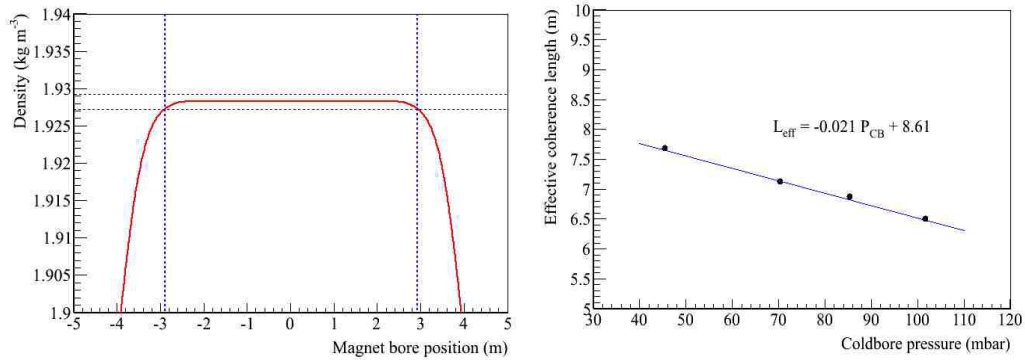 Density (kg m⁻³)
1.94
1.935
1.93
1.925
1.92
1.915
1.91
1.905
1.9
-5 -4 -3 -2 -1 0 1 2 3 4 5
Magnet bore position (m)
Effective coherence length (m)
10
9.5
9
8.5
8
7.5
7
6.5
6
5.5
5
L_eff = -0.021 P_CB + 8.61
30 40 50 60 70 80 90 100 110 120
Coldbore pressure (mbar)